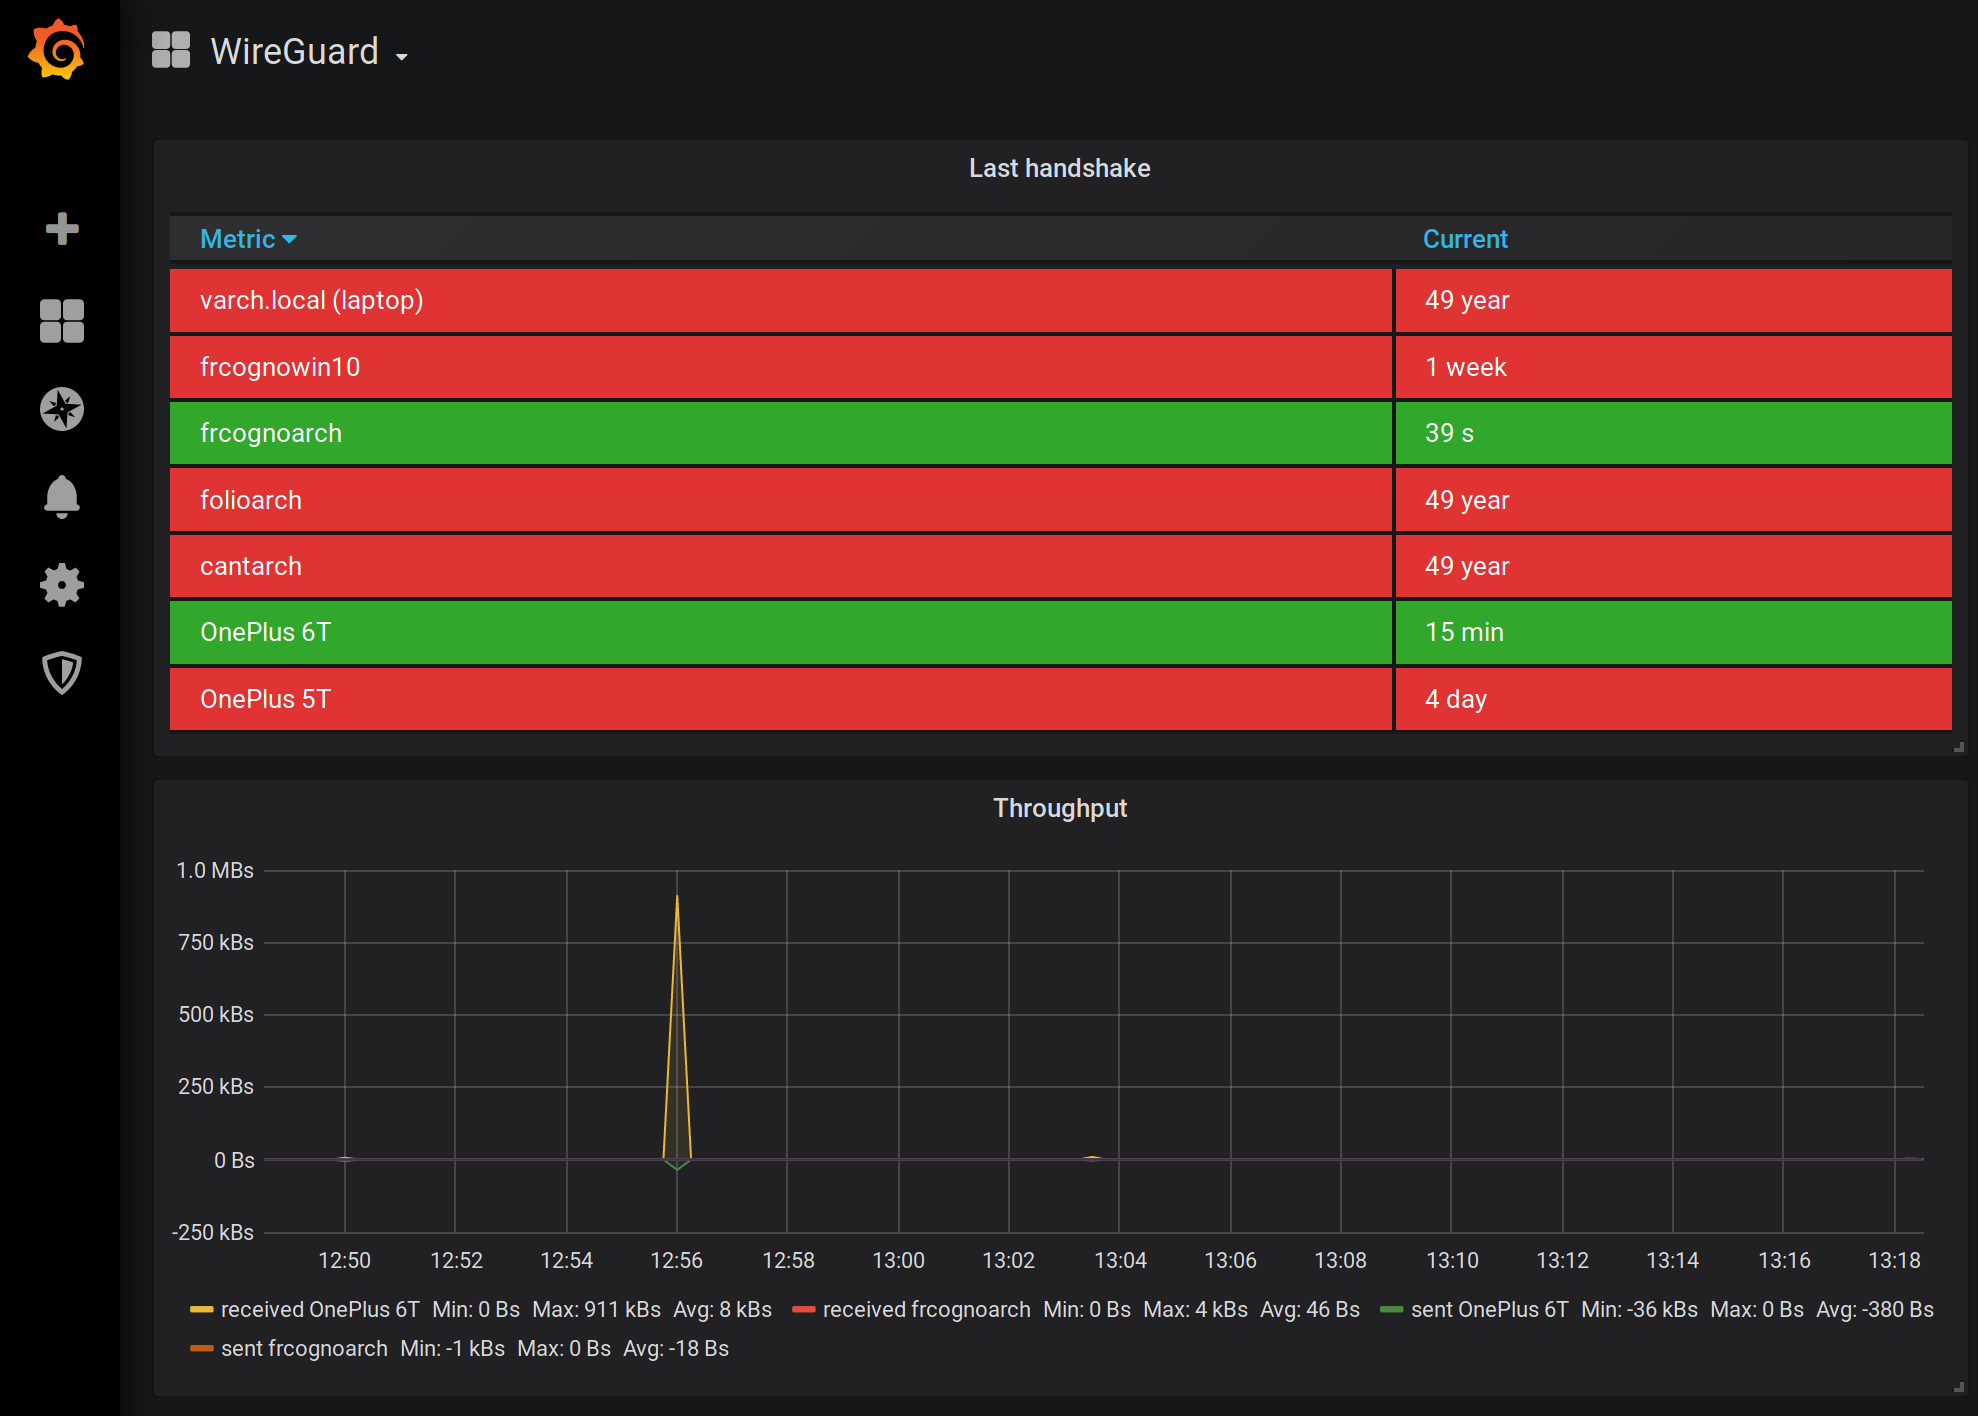 WireGuard
Last handshake
Metric Current
varch.local (laptop) 49 year
frcognowin10 1 week
frcognoarch 39 s
folioarch 49 year
cantarch 49 year
OnePlus 6T 15 min
OnePlus 5T 4 day
Throughput
1.0 MBs
750 kBs
500 kBs
250 kBs
0 Bs
-250 kBs
12:50 12:52 12:54 12:56 12:58 13:00 13:02 13:04 13:06 13:08 13:10 13:12 13:14 13:16 13:18
received OnePlus 6T Min: 0 Bs Max: 911 kBs Avg: 8 kBs received frcognoarch Min: 0 Bs Max: 4 kBs Avg: 46 Bs sent OnePlus 6T Min: -36 kBs Max: 0 Bs Avg: -380 Bs
sent frcognoarch Min: -1 kBs Max: 0 Bs Avg: -18 Bs